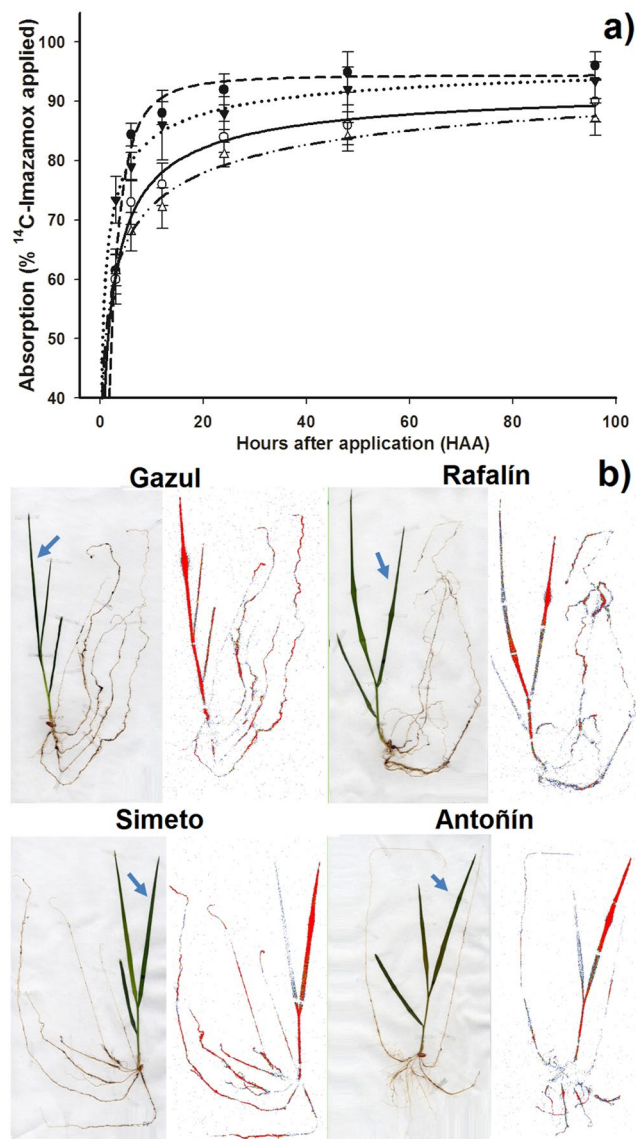 a)
Absorption (% ¹⁴C-Imazamox applied)
100
90
80
70
60
50
40
0
20
40
60
80
100
Hours after application (HAA)
b)
Gazul
Rafalín
Simeto
Antoñín